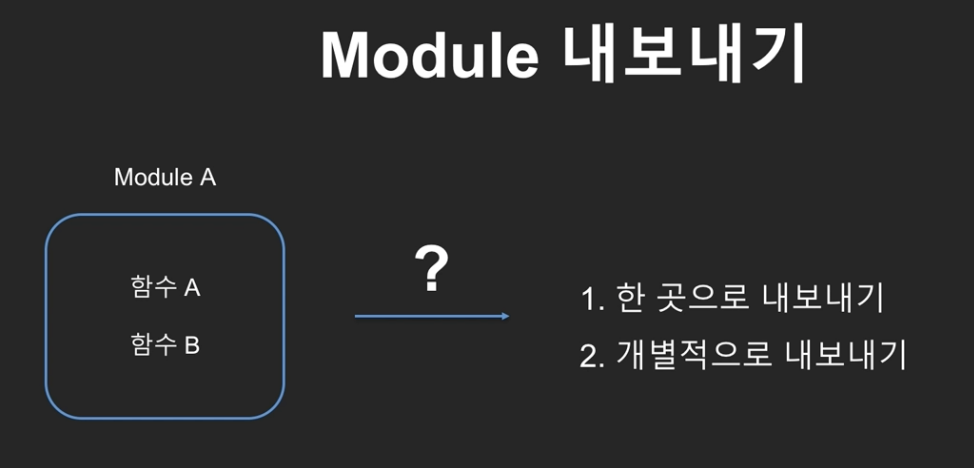 Module 내보내기
Module A
함수 A
함수 B
?
1. 한 곳으로 내보내기
2. 개별적으로 내보내기